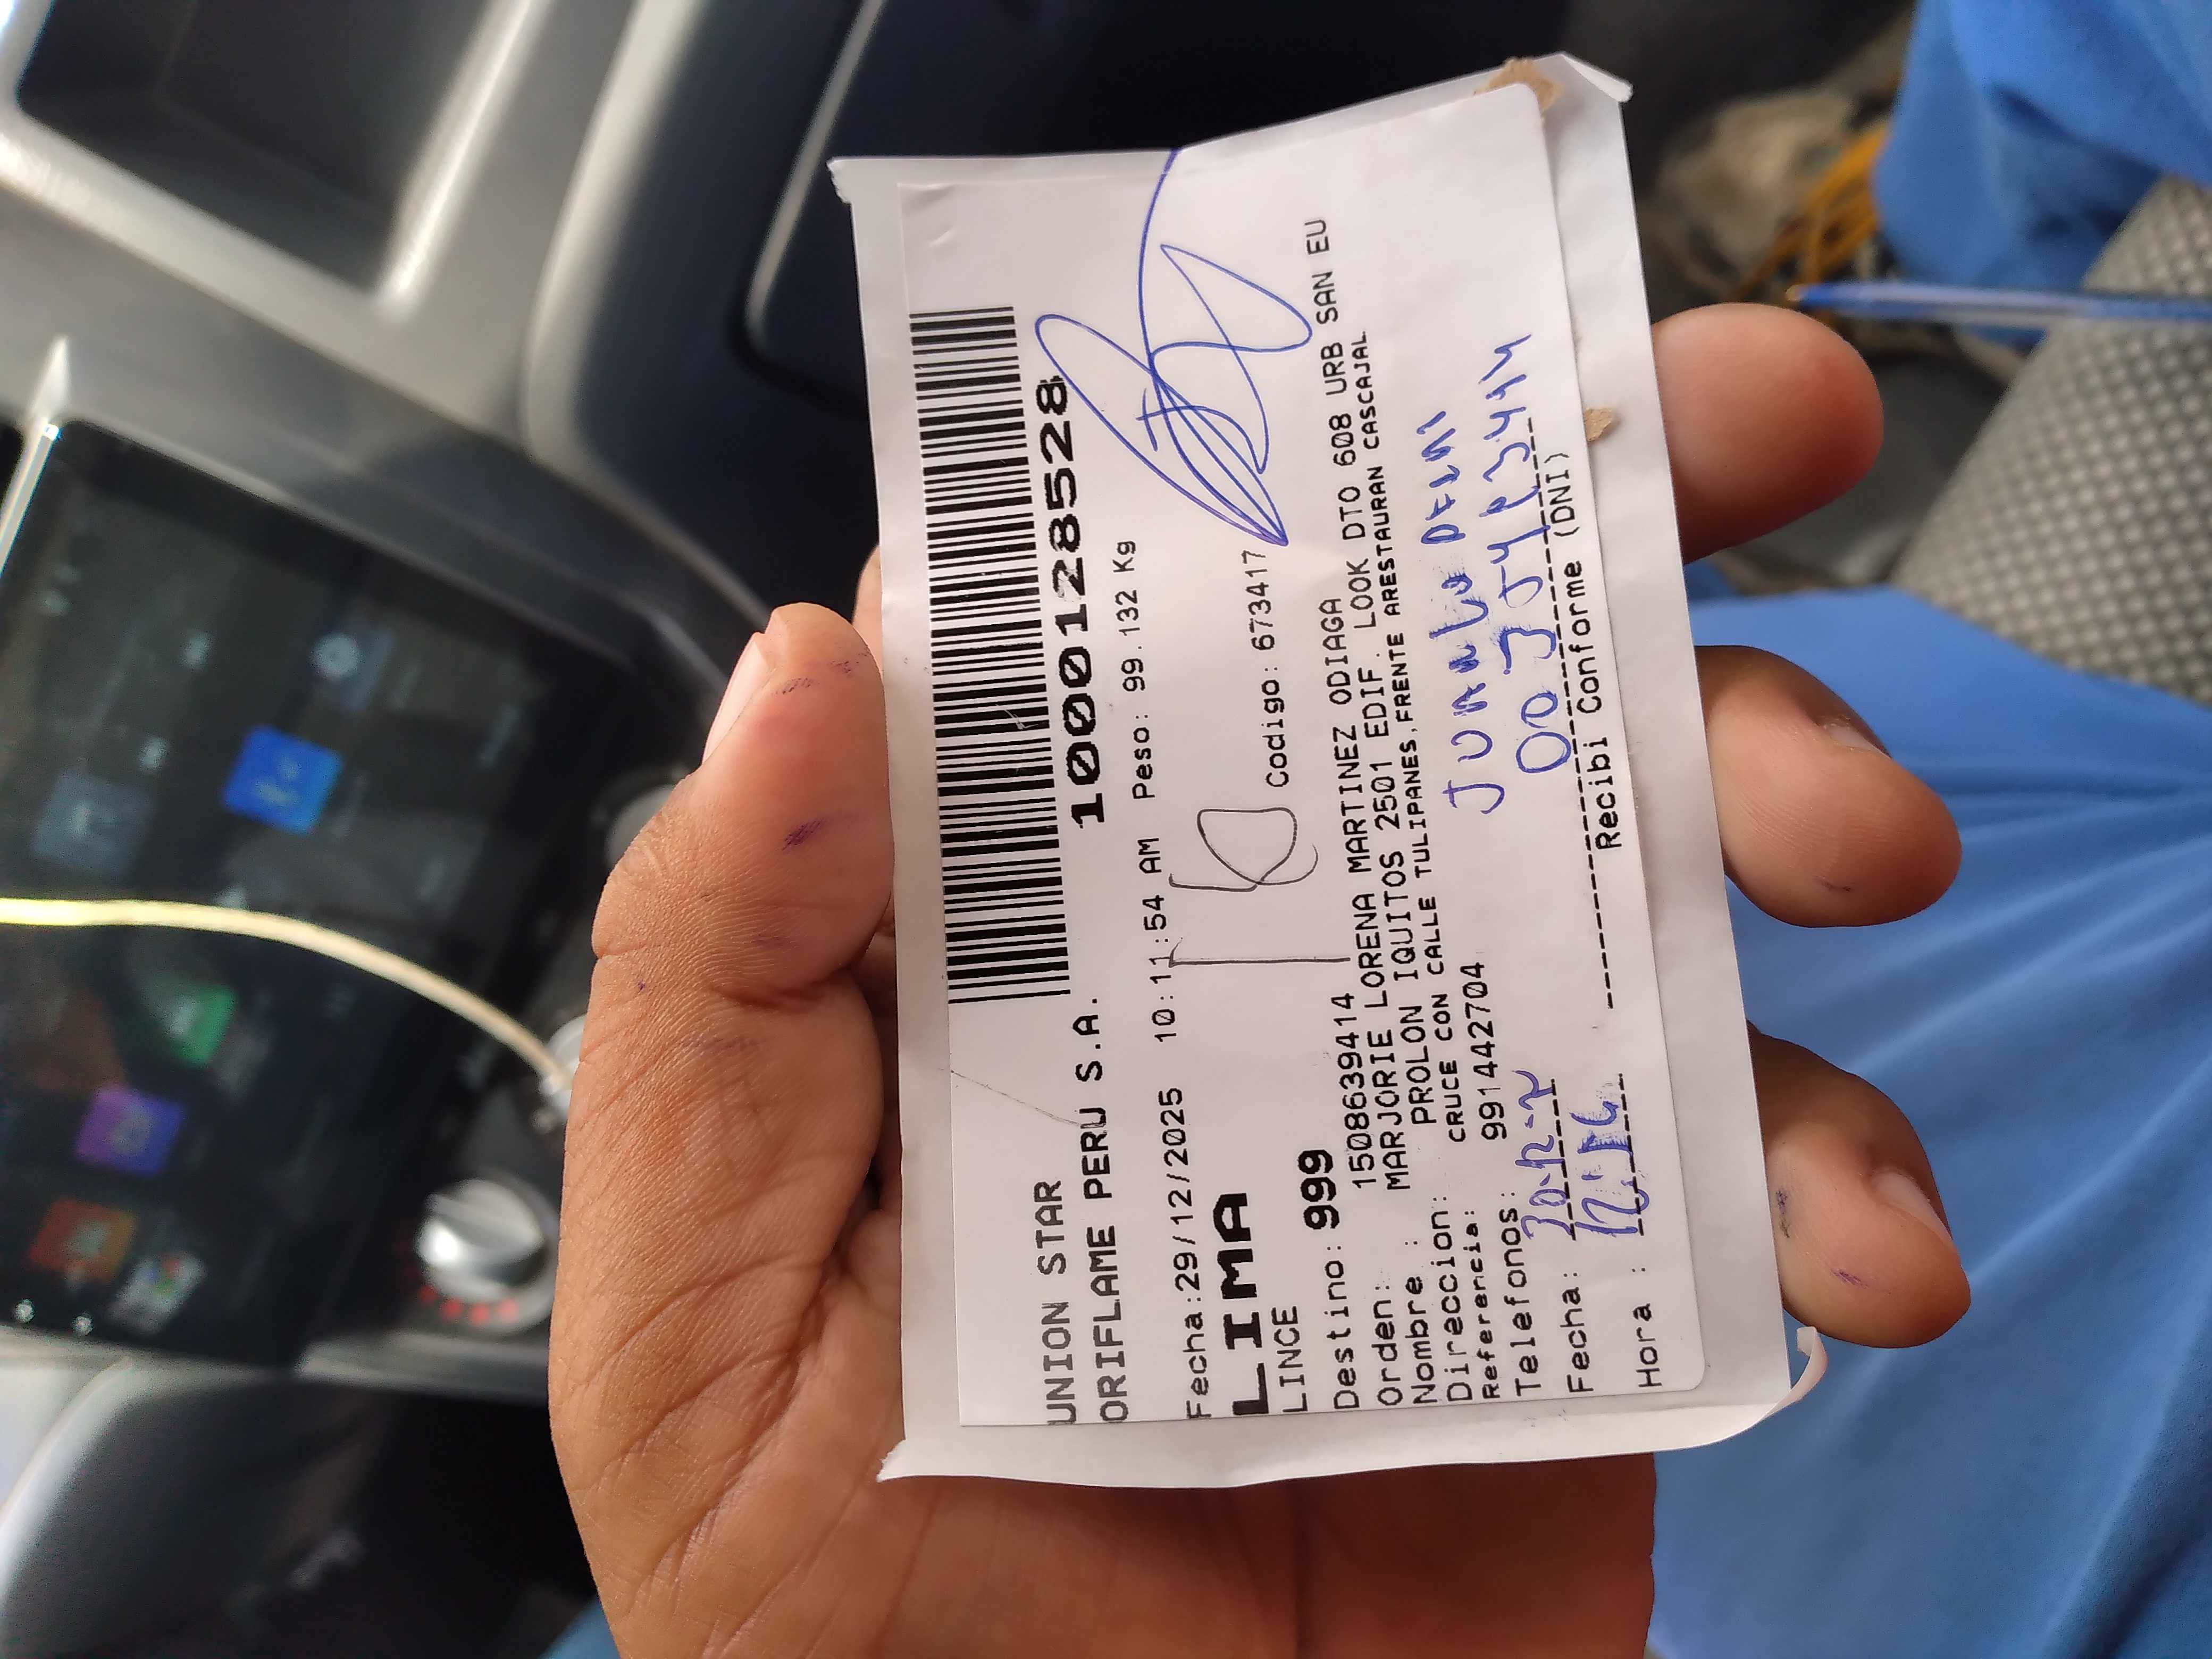 UNION STAR
ORIFLAME PERU S.A.
1000128528
Fecha:29/12/2025 10:11:54 AM Peso: 99.132 Kg
LIMA
LINCE
Destino: 999 Codigo: 673417
Orden: 1508639414
Nombre : MARJORIE LORENA MARTINEZ ODIAGA
Direccion: PROLON IQUITOS 2501 EDIF. LOOK DTO 608 URB SAN EU
Referencia: CRUCE CON CALLE TULIPANES,FRENTE ARESTAURAN CASCAJAL
Telefonos: 991442704
Fecha:
Hora :
Recibi Conforme (DNI)